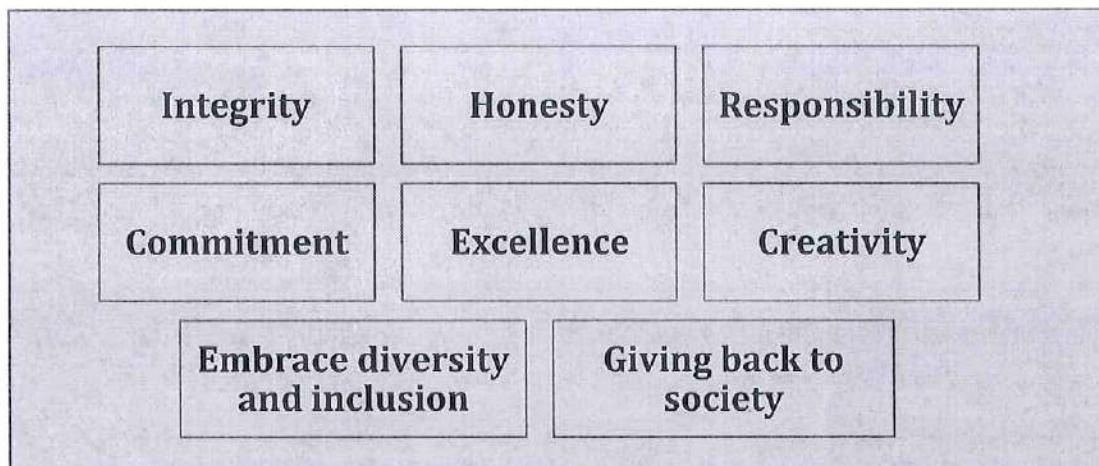 Integrity
Honesty
Responsibility
Commitment
Excellence
Creativity
Embrace diversity
and inclusion
Giving back to
society